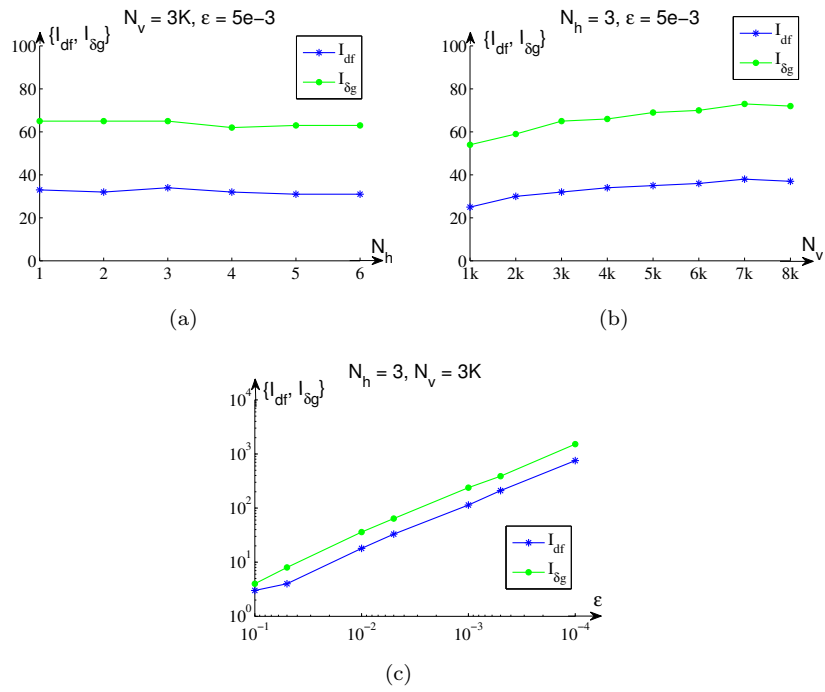 N_v = 3K, ε = 5e−3
{I_df, I_δg}
100
80
60
40
20
0
1 2 3 4 5 6
N_h
I_df
I_δg
(a)
N_h = 3, ε = 5e−3
{I_df, I_δg}
100
80
60
40
20
0
1k 2k 3k 4k 5k 6k 7k 8k
N_v
I_df
I_δg
(b)
N_h = 3, N_v = 3K
{I_df, I_δg}
10^4
10^3
10^2
10^1
10^0
10^−1 10^−2 10^−3 10^−4
ε
I_df
I_δg
(c)